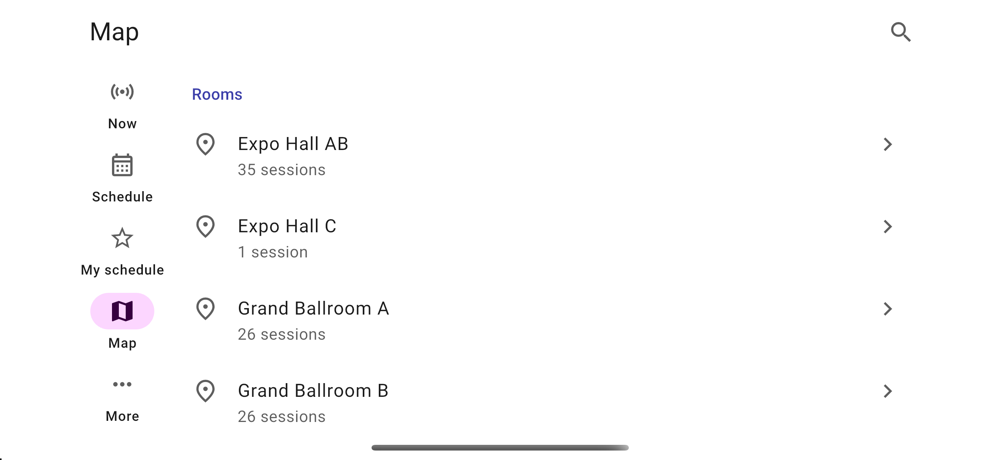 Map
Now
Schedule
My schedule
Map
More
Rooms
Expo Hall AB
35 sessions
Expo Hall C
1 session
Grand Ballroom A
26 sessions
Grand Ballroom B
26 sessions